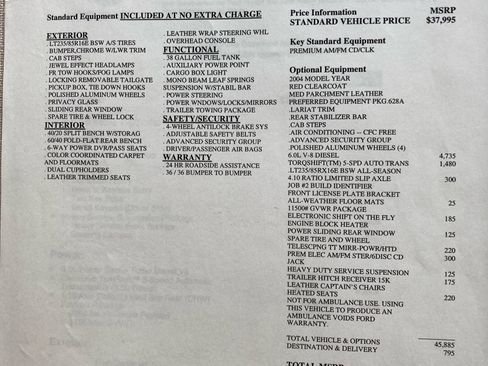 Standard Equipment INCLUDED AT NO EXTRA CHARGE
EXTERIOR
.LT235/85R16E BSW A/S TIRES
. BUMPER,CHROME W/LWR TRIM
. CAB STEPS
. JEWEL EFFECT HEADLAMPS
. FR TOW HOOKS/FOG LAMPS
. LOCKING REMOVABLE TAILGATE
. PICKUP BOX, TIE DOWN HOOKS
. POLISHED ALUMINUM WHEELS
. PRIVACY GLASS
. SLIDING REAR WINDOW
. SPARE TIRE & WHEEL LOCK
INTERIOR
. 40/20 SPLIT BENCH W/STORAG
. 60/40 FOLD-FLAT REAR BENCH
. 6-WAY POWER DVR/PASS SEATS
. COLOR COORDINATED CARPET
AND FLOORMATS
. DUAL CUPHOLDERS
. LEATHER TRIMMED SEATS
. LEATHER WRAP STEERING WHL
. OVERHEAD CONSOLE
FUNCTIONAL
. 38 GALLON FUEL TANK
. AUXILIARY POWER POINT
. CARGO BOX LIGHT
. MONO BEAM LEAF SPRINGS
SUSPENSION W/STABIL BAR
. POWER STEERING
. POWER WNDOWS/LOCKS/MIRRORS
. TRAILER TOWING PACKAGE
SAFETY/SECURITY
. 4-WHEEL ANTILOCK BRAKE SYS
. ADJUSTABLE SAFETY BELTS
. ADVANCED SECURITY GROUP
. DRIVER/PASSENGER AIR BAGS
WARRANTY
. 24 HR ROADSIDE ASSISTANCE
. 36 / 36 BUMPER TO BUMPER
Price Information MSRP
STANDARD VEHICLE PRICE $37,995
Key Standard Equipment
PREMIUM AM/FM CD/CLK
Optional Equipment
2004 MODEL YEAR
RED CLEARCOAT
MED PARCHMENT LEATHER
PREFERRED EQUIPMENT PKG.628A
.LARIAT TRIM
REAR STABILIZER BAR
.CAB STEPS
.AIR CONDITIONING -- CFC FREE
.ADVANCED SECURITY GROUP
.POLISHED ALUMINUM WHEELS (4)
6.0L V-8 DIESEL 4,735
TORQSHIFT(TM) 5-SPD AUTO TRANS 1,480
.LT235/85RX16E BSW ALL-SEASON
4.10 RATIO LIMITED SLIP AXLE 300
JOB #2 BUILD IDENTIFIER
FRONT LICENSE PLATE BRACKET
ALL-WEATHER FLOOR MATS 25
11500# GVWR PACKAGE
ELECTRONIC SHIFT ON THE FLY 185
ENGINE BLOCK HEATER
POWER SLIDING REAR WINDOW 125
SPARE TIRE AND WHEEL
TELESCPNG TT MIRR-POWR/HTD 220
PREM ELEC AM/FM STER/6DISC CD 300
JACK
HEAVY DUTY SERVICE SUSPENSION 125
TRAILER HITCH RECEIVER 15K 175
LEATHER CAPTAIN'S CHAIRS
HEATED SEATS 220
NOT FOR AMBULANCE USE. USING
THIS VEHICLE TO PRODUCE AN
AMBULANCE VOIDS FORD
WARRANTY.
TOTAL VEHICLE & OPTIONS 45,885
DESTINATION & DELIVERY 795
TOTAL MSRP